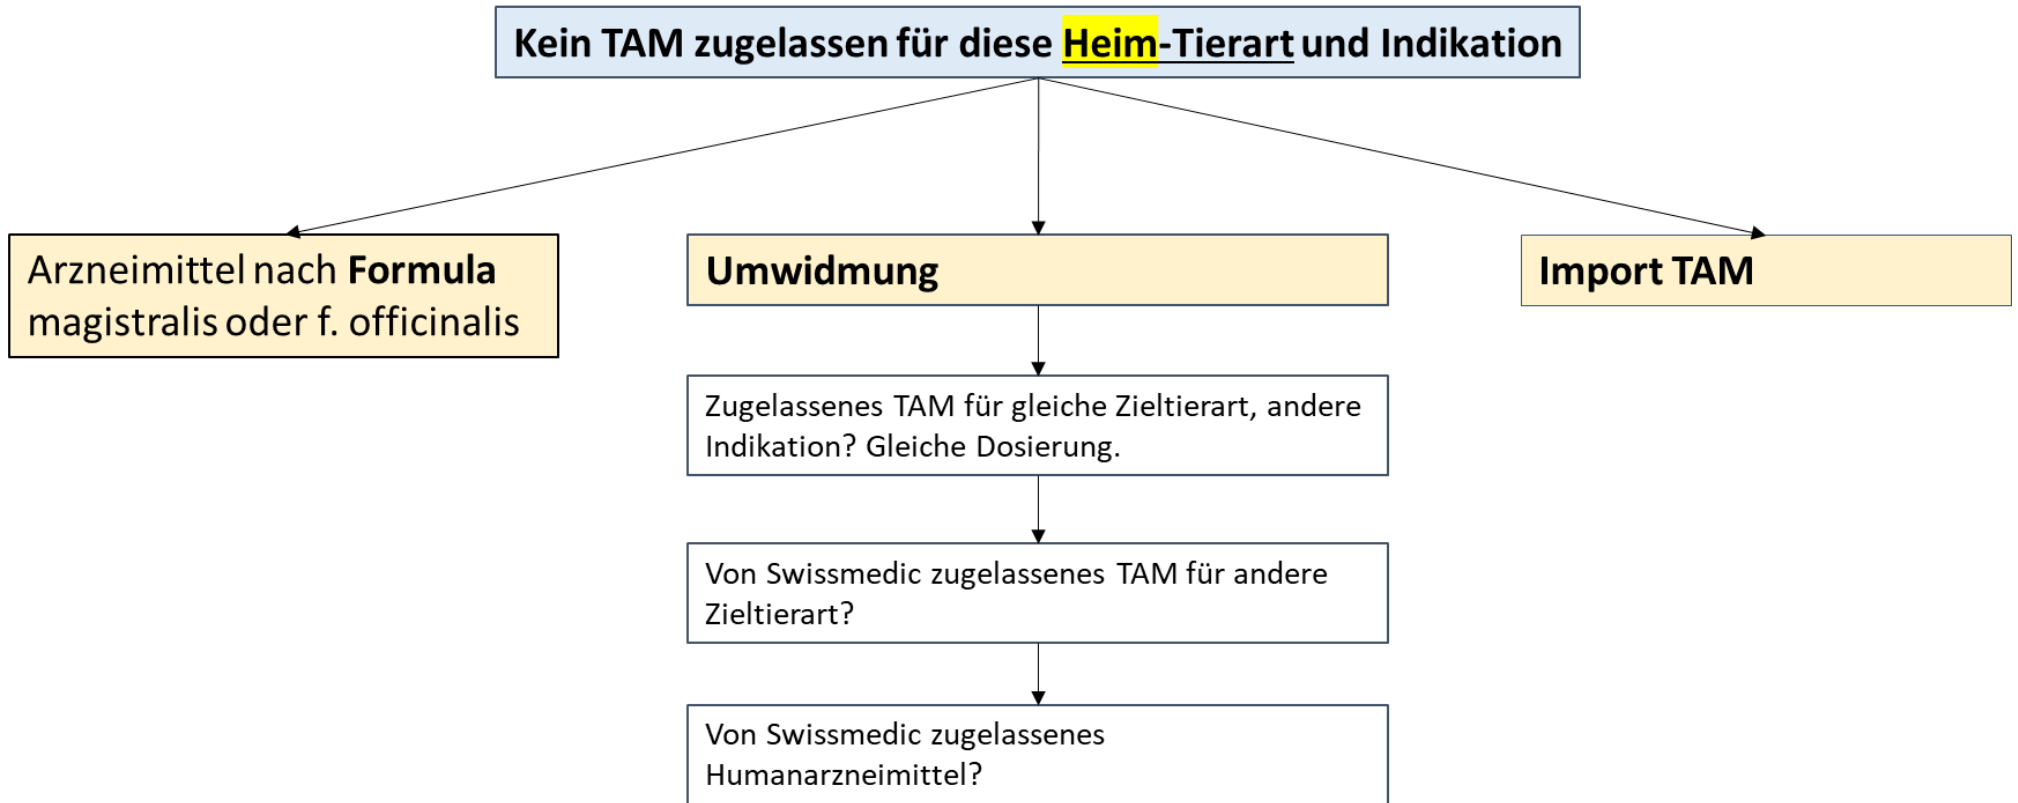 Kein TAM zugelassen für diese Heim-Tierart und Indikation
Arzneimittel nach Formula
magistralis oder f. officinalis
Umwidmung
Import TAM
Zugelassenes TAM für gleiche Zieltierart, andere
Indikation? Gleiche Dosierung.
Von Swissmedic zugelassenes TAM für andere
Zieltierart?
Von Swissmedic zugelassenes
Humanarzneimittel?